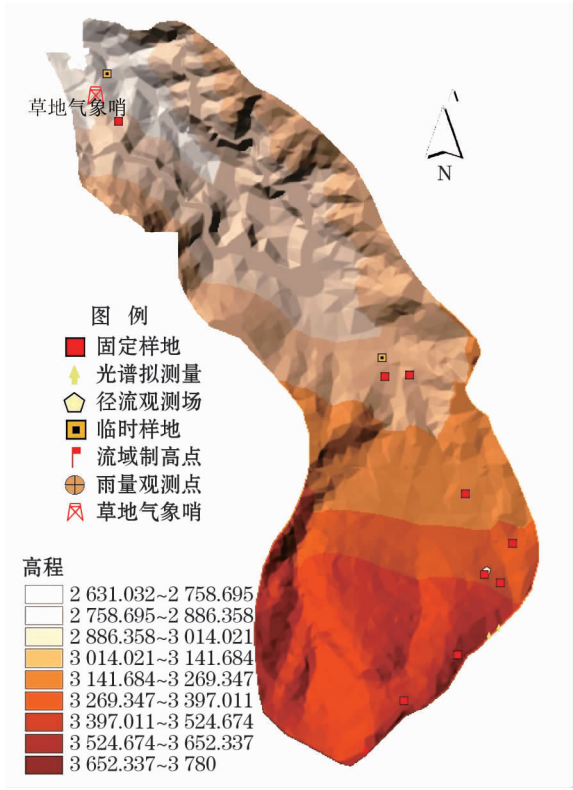 草地气象哨
N
图 例
固定样地
光谱拟测量
径流观测场
临时样地
流域制高点
雨量观测点
草地气象哨
高程
2 631.032~2 758.695
2 758.695~2 886.358
2 886.358~3 014.021
3 014.021~3 141.684
3 141.684~3 269.347
3 269.347~3 397.011
3 397.011~3 524.674
3 524.674~3 652.337
3 652.337~3 780